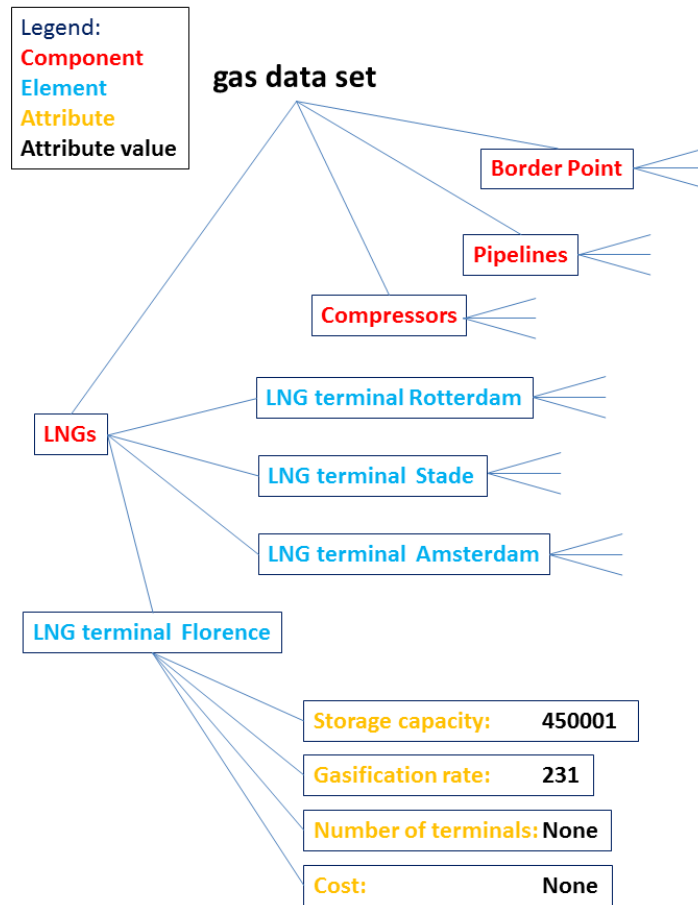 Legend:
Component
Element
Attribute
Attribute value
gas data set
Border Point
Pipelines
Compressors
LNG terminal Rotterdam
LNGs
LNG terminal Stade
LNG terminal Amsterdam
LNG terminal Florence
Storage capacity: 450001
Gasification rate: 231
Number of terminals: None
Cost: None